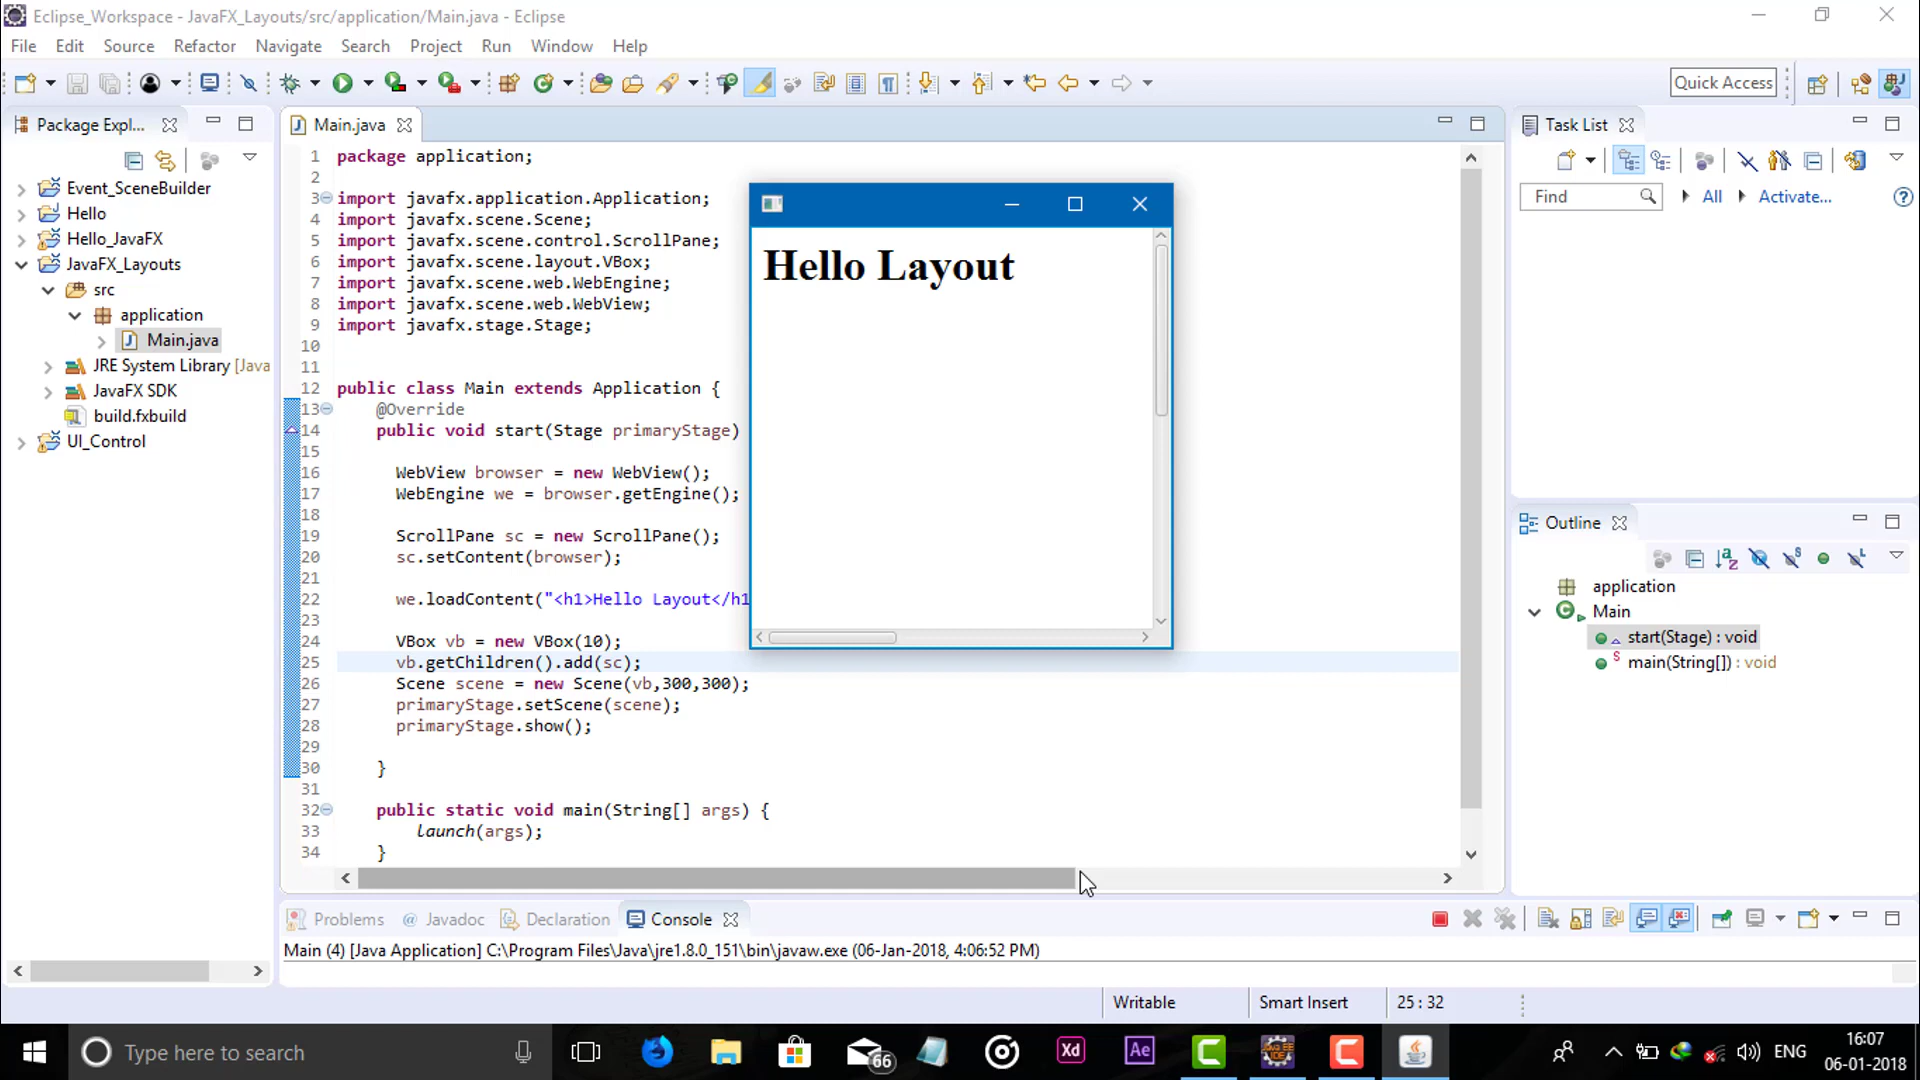 Eclipse_Workspace - JavaFX_Layouts/src/application/Main.java - Eclipse
File Edit Source Refactor Navigate Search Project Run Window Help
Quick Access
Package Expl...
Event_SceneBuilder
Hello
Hello_JavaFX
JavaFX_Layouts
src
application
Main.java
JRE System Library [Java
JavaFX SDK
build.fxbuild
UI_Control
Main.java
1 package application;
2
3 import javafx.application.Application;
4 import javafx.scene.Scene;
5 import javafx.scene.control.ScrollPane;
6 import javafx.scene.layout.VBox;
7 import javafx.scene.web.WebEngine;
8 import javafx.scene.web.WebView;
9 import javafx.stage.Stage;
10
11
12 public class Main extends Application {
13 @Override
14 public void start(Stage primaryStage)
15
16 WebView browser = new WebView();
17 WebEngine we = browser.getEngine();
18
19 ScrollPane sc = new ScrollPane();
20 sc.setContent(browser);
21
22 we.loadContent("<h1>Hello Layout</h1
23
24 VBox vb = new VBox(10);
25 vb.getChildren().add(sc);
26 Scene scene = new Scene(vb,300,300);
27 primaryStage.setScene(scene);
28 primaryStage.show();
29
30 }
31
32 public static void main(String[] args) {
33 launch(args);
34 }
Hello Layout
Task List
Find All Activate...
Outline
application
Main
start(Stage) : void
main(String[]) : void
Problems @ Javadoc Declaration Console
Main (4) [Java Application] C:\Program Files\Java\jre1.8.0_151\bin\javaw.exe (06-Jan-2018, 4:06:52 PM)
Writable Smart Insert 25 : 32
Type here to search
66
Xd
Ae
ENG
16:07
06-01-2018